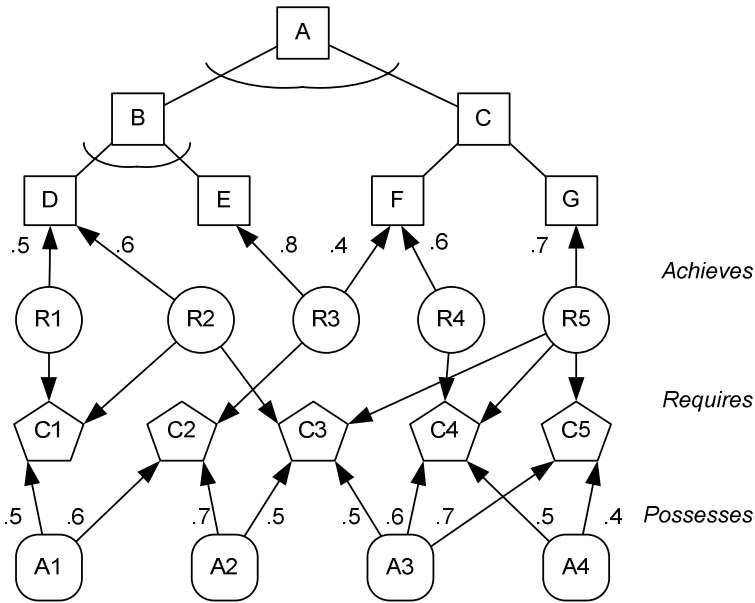 A
B
C
D
E
F
G
.5
.6
.8
.4
.6
.7
Achieves
R1
R2
R3
R4
R5
Requires
C1
C2
C3
C4
C5
.5
.6
.7
.5
.5
.6
.7
.5
.4
Possesses
A1
A2
A3
A4